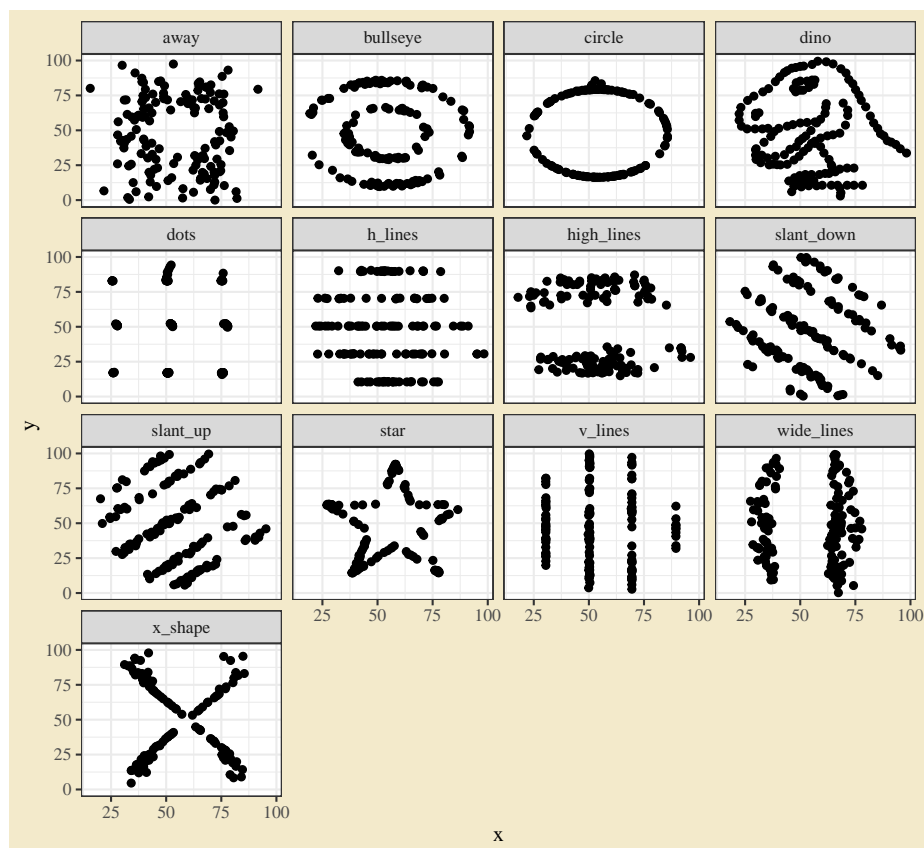 away bullseye circle dino
100
75
50
25
0
dots h_lines high_lines slant_down
100
75
50
25
0
y
slant_up star v_lines wide_lines
100
75
50
25
0
25 50 75 100 25 50 75 100 25 50 75 100
x_shape
100
75
50
25
0
25 50 75 100
x